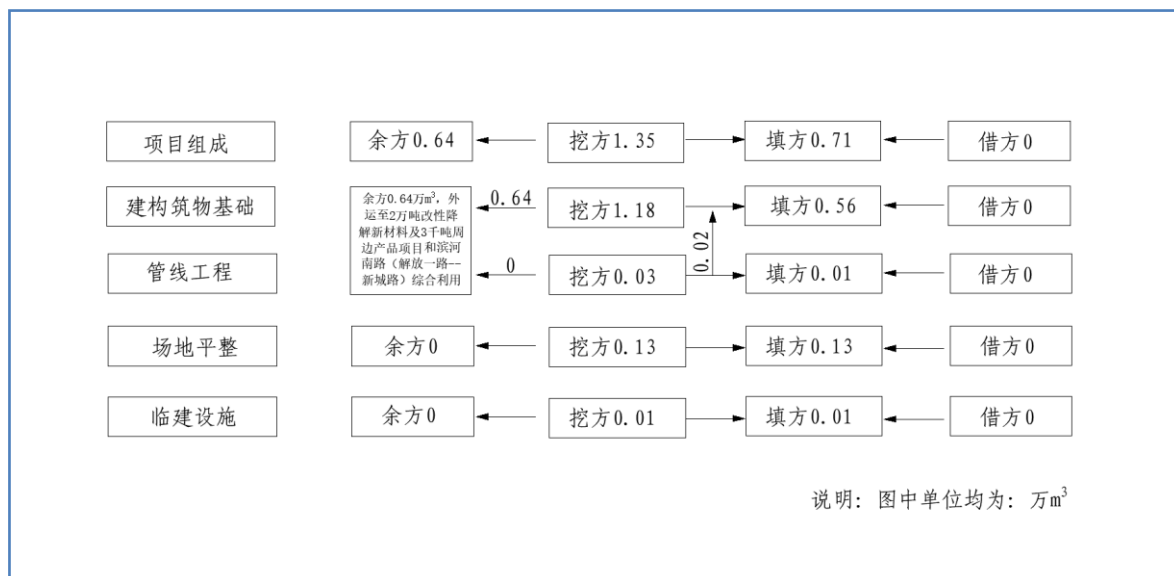 项目组成
余方0.64
挖方1.35
填方0.71
借方0
建构筑物基础
余方0.64万m³, 外
运至2万吨改性降
解新材料及3千吨周
边产品项目和滨河
南路（解放一路--
新城路）综合利用
0.64
挖方1.18
0.02
填方0.56
借方0
管线工程
0
挖方0.03
填方0.01
借方0
场地平整
余方0
挖方0.13
填方0.13
借方0
临建设施
余方0
挖方0.01
填方0.01
借方0
说明: 图中单位均为: 万m³